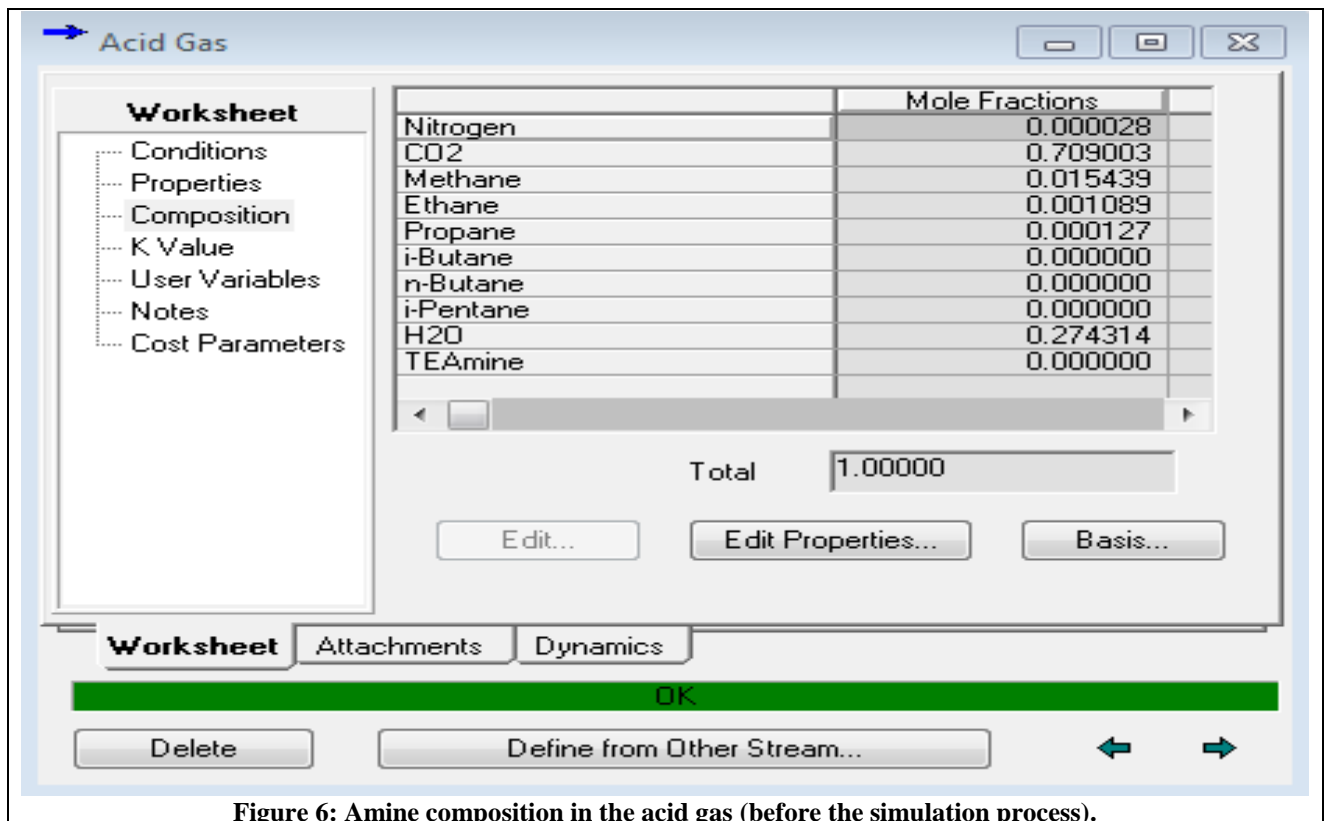 Acid Gas
Worksheet
Conditions
Properties
Composition
K Value
User Variables
Notes
Cost Parameters
Mole Fractions
Nitrogen 0.000028
CO2 0.709003
Methane 0.015439
Ethane 0.001089
Propane 0.000127
i-Butane 0.000000
n-Butane 0.000000
i-Pentane 0.000000
H2O 0.274314
TEAmine 0.000000
Total 1.00000
Edit... Edit Properties... Basis...
Worksheet Attachments Dynamics
OK
Delete Define from Other Stream...
Figure 6: Amine composition in the acid gas (before the simulation process).